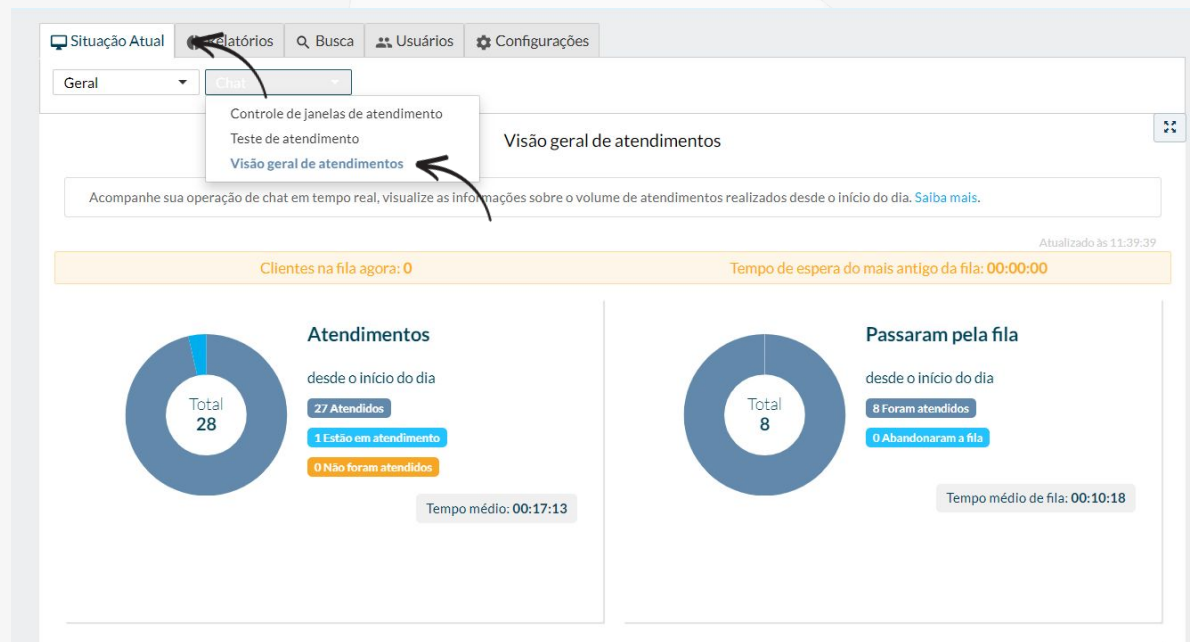 Situação Atual
Relatórios
Busca
Usuários
Configurações
Geral
Chat
Controle de janelas de atendimento
Teste de atendimento
Visão geral de atendimentos
Visão geral de atendimentos
Acompanhe sua operação de chat em tempo real, visualize as informações sobre o volume de atendimentos realizados desde o início do dia. Saiba mais.
Atualizado às 11:39:39
Clientes na fila agora: 0
Tempo de espera do mais antigo da fila: 00:00:00
Total
28
Atendimentos
desde o início do dia
27 Atendidos
1 Estão em atendimento
0 Não foram atendidos
Tempo médio: 00:17:13
Total
8
Passaram pela fila
desde o início do dia
8 Foram atendidos
0 Abandonaram a fila
Tempo médio de fila: 00:10:18